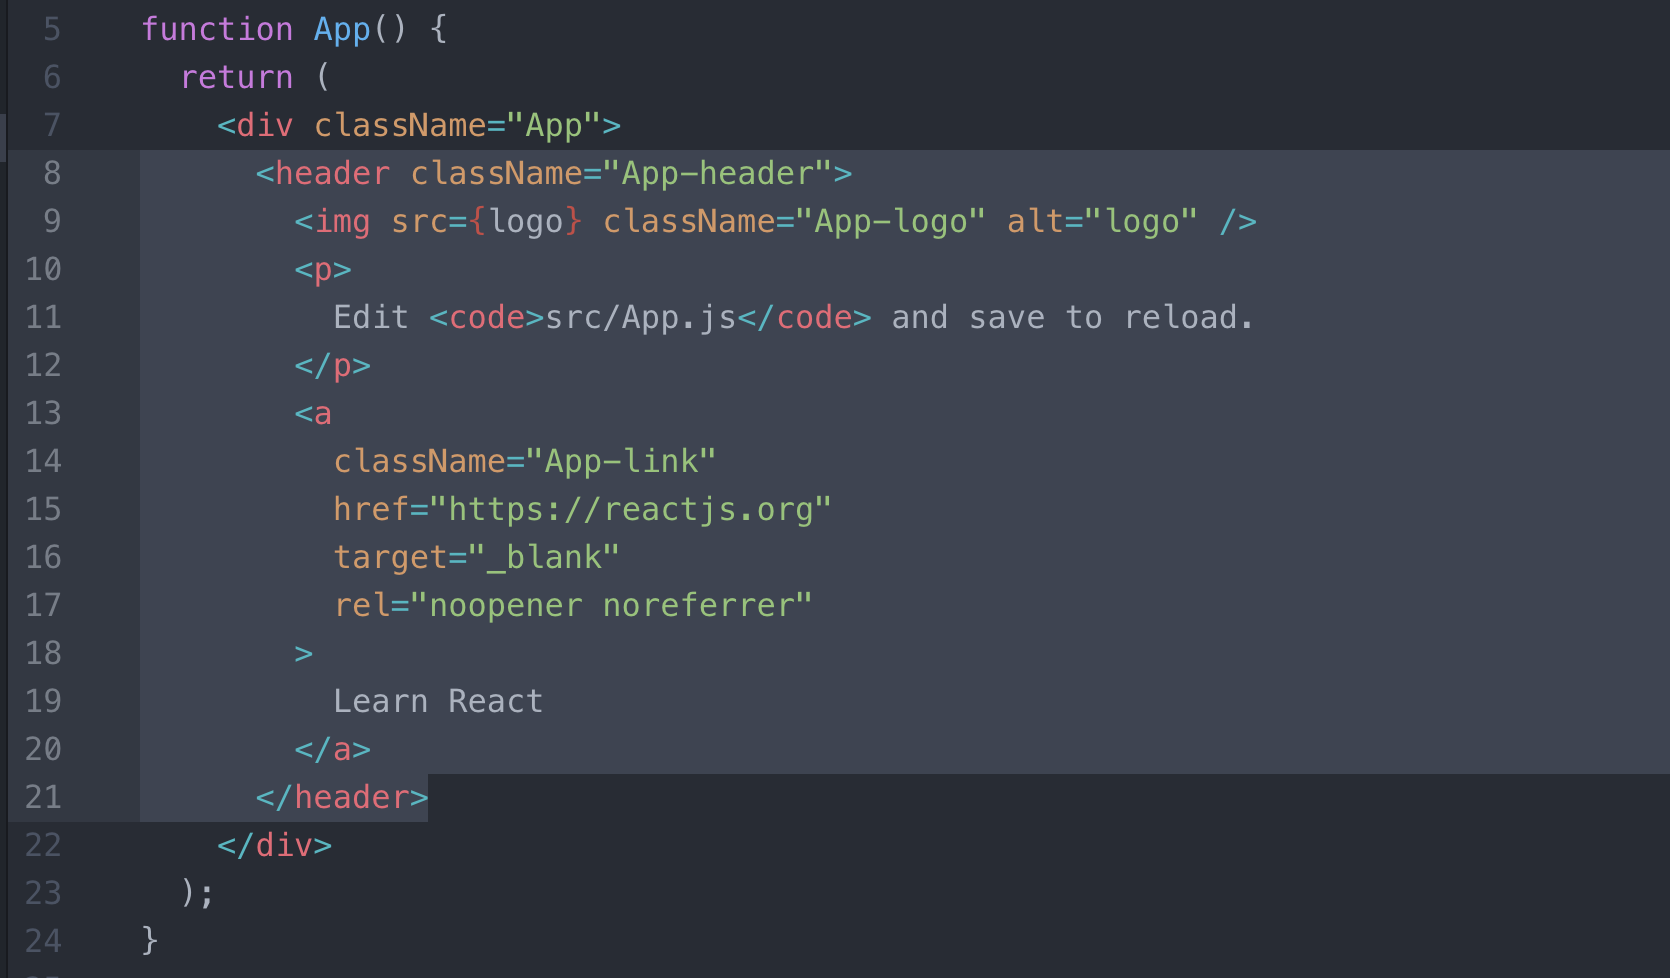 5 function App() {
6 return (
7 <div className="App">
8 <header className="App-header">
9 <img src={logo} className="App-logo" alt="logo" />
10 <p>
11 Edit <code>src/App.js</code> and save to reload.
12 </p>
13 <a
14 className="App-link"
15 href="https://reactjs.org"
16 target="_blank"
17 rel="noopener noreferrer"
18 >
19 Learn React
20 </a>
21 </header>
22 </div>
23 );
24 }